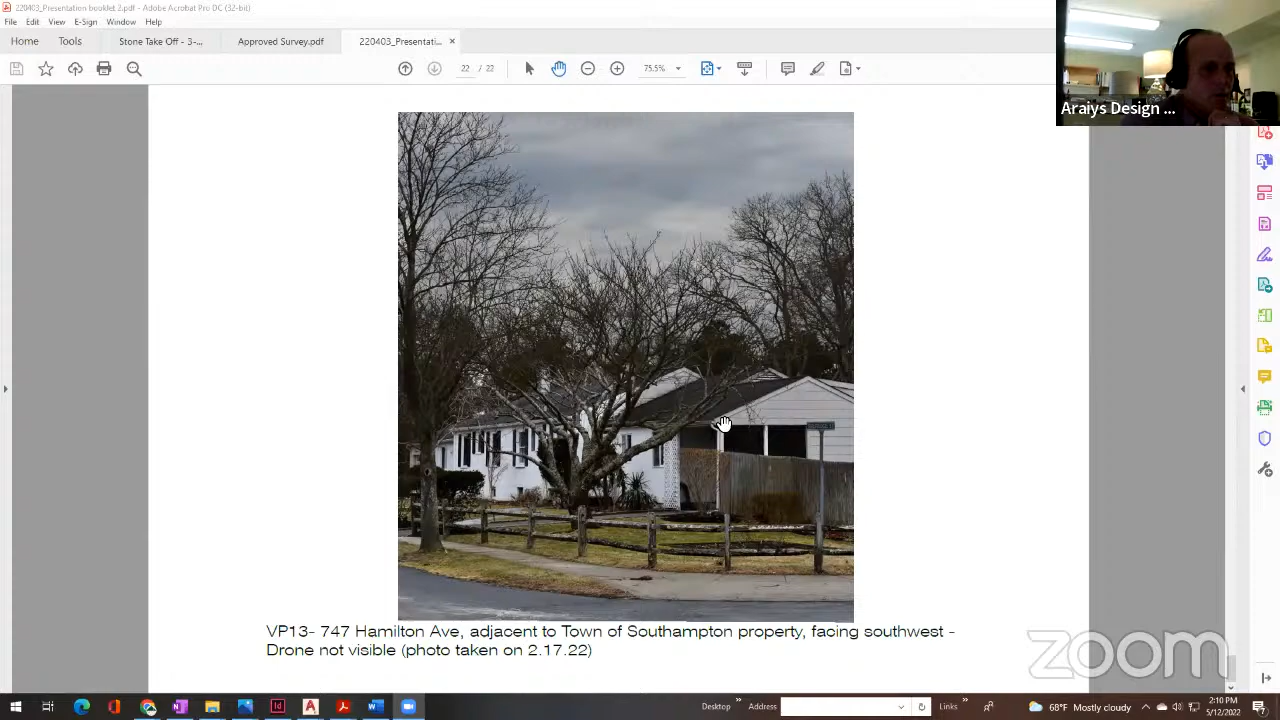 220403_Presentation booklet 2.pdf - Adobe Acrobat Pro DC (32-bit)
File Edit View E-Sign Window Help
Home Tools Stone Take Off - 3-... Approved Survey.pdf 220403_Presentati... ×
22 / 22 75.5%
Araiys Design ...
VP13- 747 Hamilton Ave, adjacent to Town of Southampton property, facing southwest -
Drone not visible (photo taken on 2.17.22)
zoom
Desktop » Address Links » 68°F Mostly cloudy 2:10 PM
5/12/2022